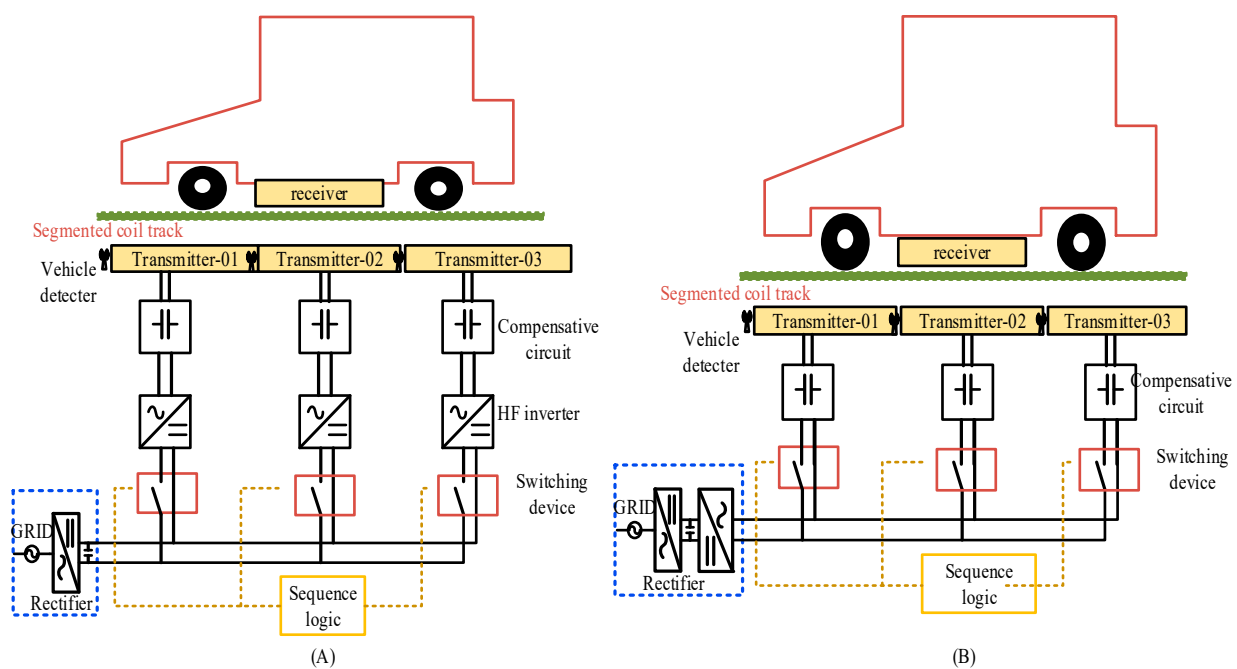 receiver
Segmented coil track
Transmitter-01
Transmitter-02
Transmitter-03
Vehicle
detecter
Compensative
circuit
HF inverter
Switching
device
GRID
Rectifier
Sequence
logic
(A)
receiver
Segmented coil track
Transmitter-01
Transmitter-02
Transmitter-03
Vehicle
detecter
Compensative
circuit
Switching
device
GRID
Rectifier
Sequence
logic
(B)